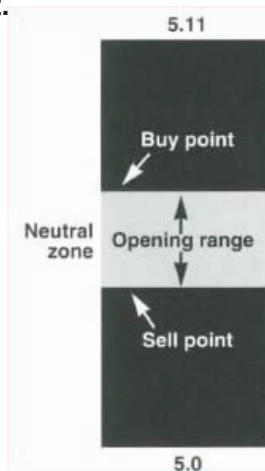 5.11
Buy point
Neutral
zone
Opening range
Sell point
5.0